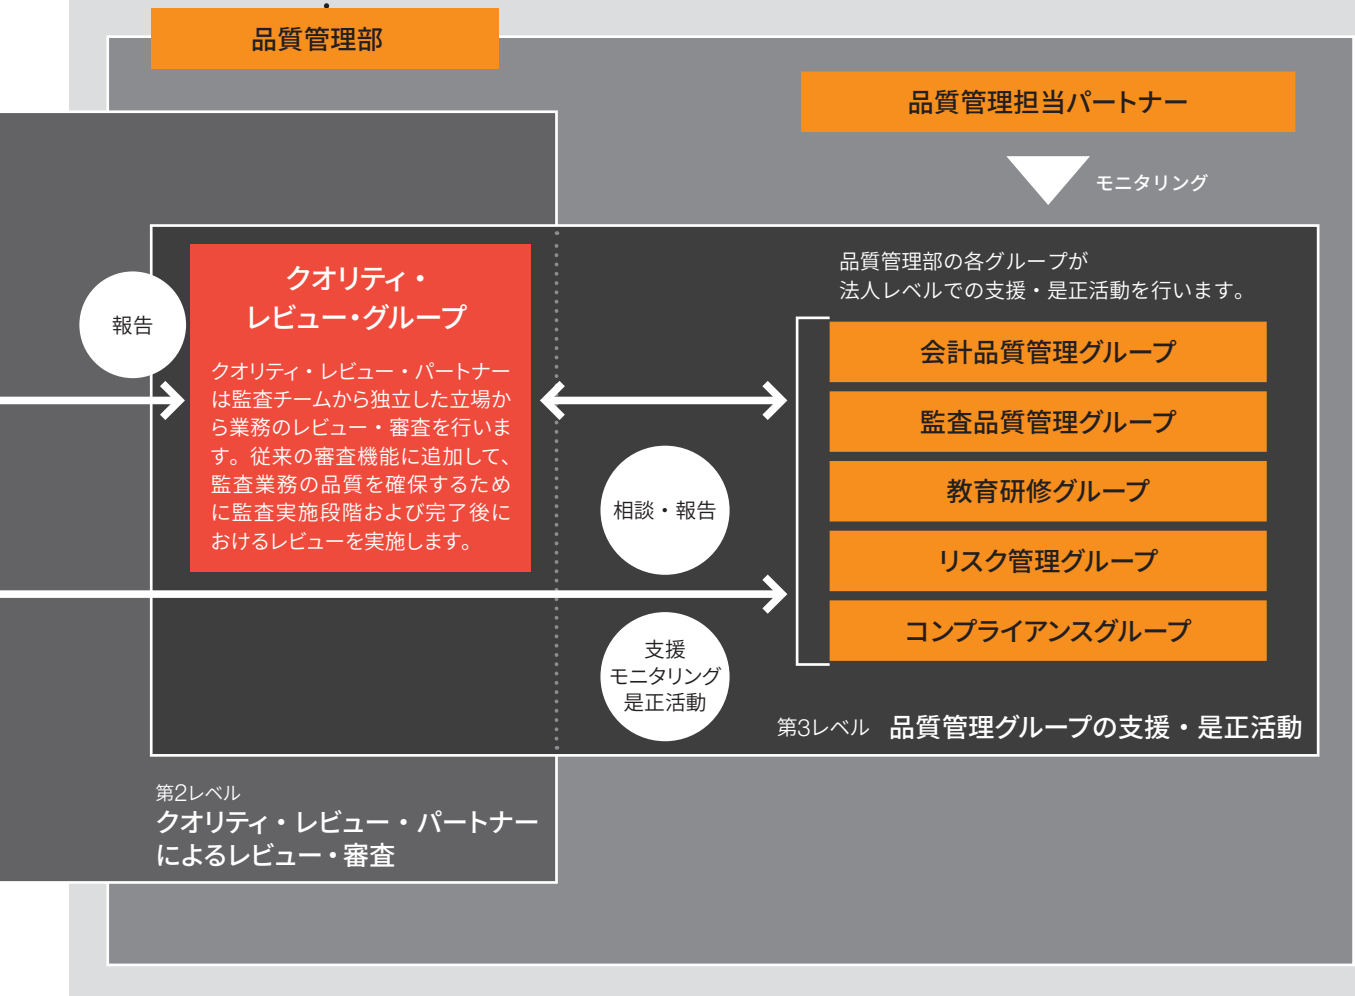 品質管理部
品質管理担当パートナー
モニタリング
報告
クオリティ・
レビュー・グループ
クオリティ・レビュー・パートナー
は監査チームから独立した立場か
ら業務のレビュー・審査を行いま
す。従来の審査機能に追加して、
監査業務の品質を確保するため
に監査実施段階および完了後に
おけるレビューを実施します。
相談・報告
支援
モニタリング
是正活動
品質管理部の各グループが
法人レベルでの支援・是正活動を行います。
会計品質管理グループ
監査品質管理グループ
教育研修グループ
リスク管理グループ
コンプライアンスグループ
第3レベル 品質管理グループの支援・是正活動
第2レベル
クオリティ・レビュー・パートナー
によるレビュー・審査